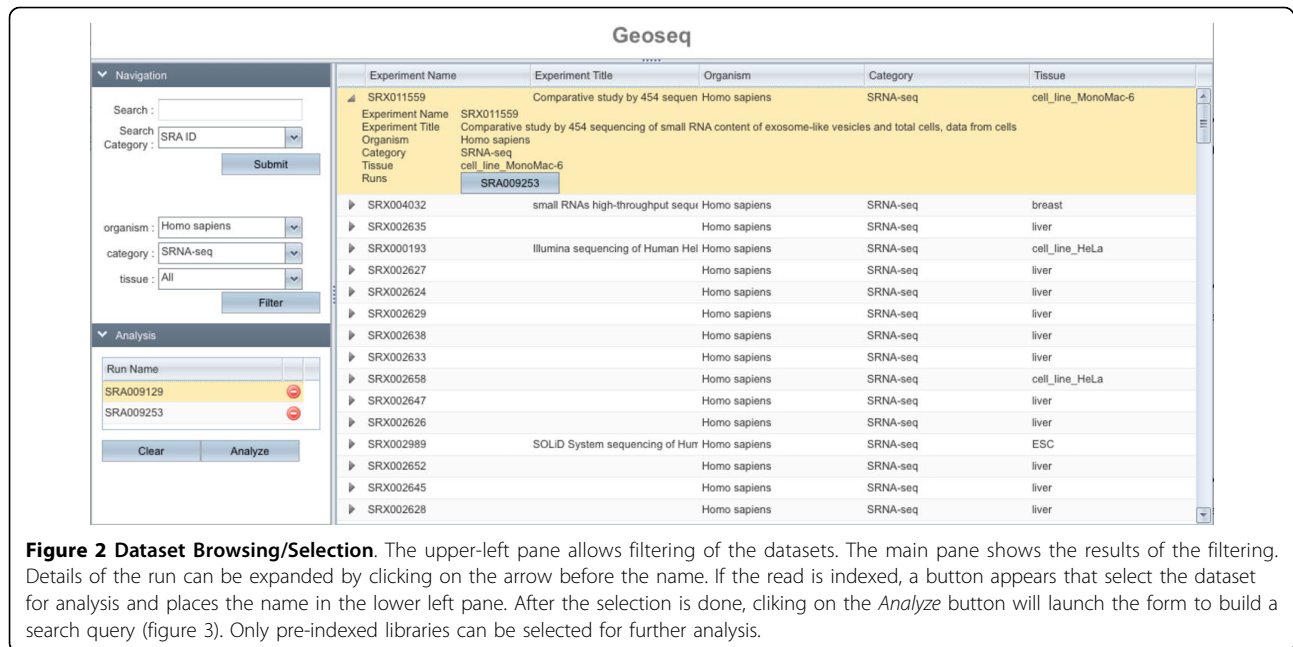 Geoseq
Navigation
Search :
Search Category : SRA ID
Submit
organism : Homo sapiens
category : SRNA-seq
tissue : All
Filter
Analysis
Run Name
SRA009129
SRA009253
Clear Analyze
Experiment Name Experiment Title Organism Category Tissue
SRX011559 Comparative study by 454 sequen Homo sapiens SRNA-seq cell_line_MonoMac-6
Experiment Name SRX011559
Experiment Title Comparative study by 454 sequencing of small RNA content of exosome-like vesicles and total cells, data from cells
Organism Homo sapiens
Category SRNA-seq
Tissue cell_line_MonoMac-6
Runs SRA009253
SRX004032 small RNAs high-throughput sequ Homo sapiens SRNA-seq breast
SRX002635 Homo sapiens SRNA-seq liver
SRX000193 Illumina sequencing of Human Hel Homo sapiens SRNA-seq cell_line_HeLa
SRX002627 Homo sapiens SRNA-seq liver
SRX002624 Homo sapiens SRNA-seq liver
SRX002629 Homo sapiens SRNA-seq liver
SRX002638 Homo sapiens SRNA-seq liver
SRX002633 Homo sapiens SRNA-seq liver
SRX002658 Homo sapiens SRNA-seq cell_line_HeLa
SRX002647 Homo sapiens SRNA-seq liver
SRX002626 Homo sapiens SRNA-seq liver
SRX002989 SOLiD System sequencing of Hum Homo sapiens SRNA-seq ESC
SRX002652 Homo sapiens SRNA-seq liver
SRX002645 Homo sapiens SRNA-seq liver
SRX002628 Homo sapiens SRNA-seq liver
Figure 2 Dataset Browsing/Selection. The upper-left pane allows filtering of the datasets. The main pane shows the results of the filtering.
Details of the run can be expanded by clicking on the arrow before the name. If the read is indexed, a button appears that select the dataset
for analysis and places the name in the lower left pane. After the selection is done, cliking on the Analyze button will launch the form to build a
search query (figure 3). Only pre-indexed libraries can be selected for further analysis.